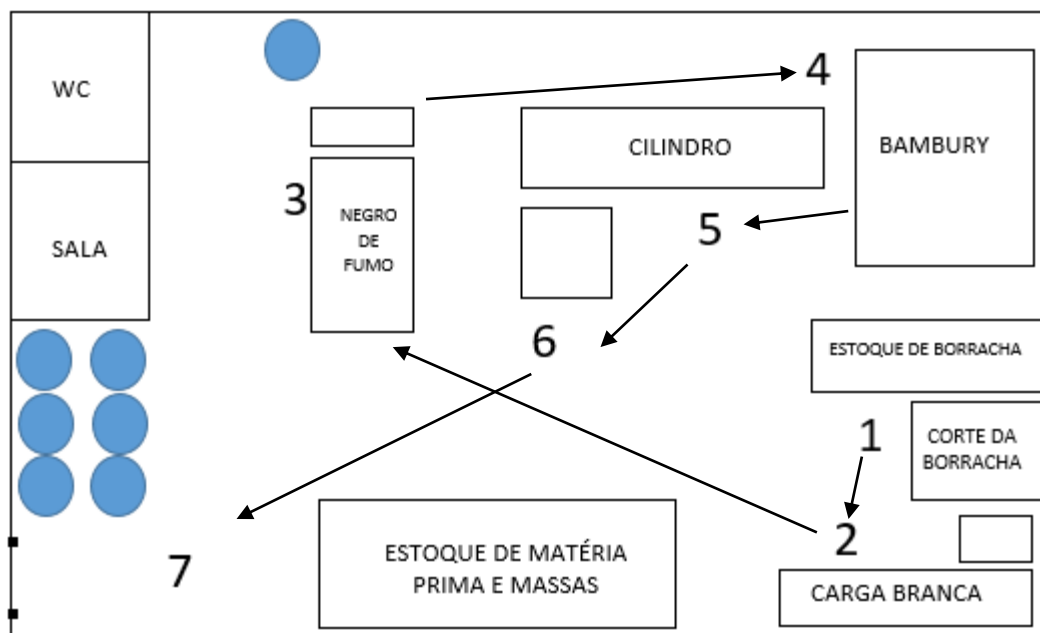 WC
4
CILINDRO
BAMBURY
3
NEGRO
DE
FUMO
5
SALA
6
ESTOQUE DE BORRACHA
1
CORTE DA
BORRACHA
2
7
ESTOQUE DE MATÉRIA
PRIMA E MASSAS
CARGA BRANCA